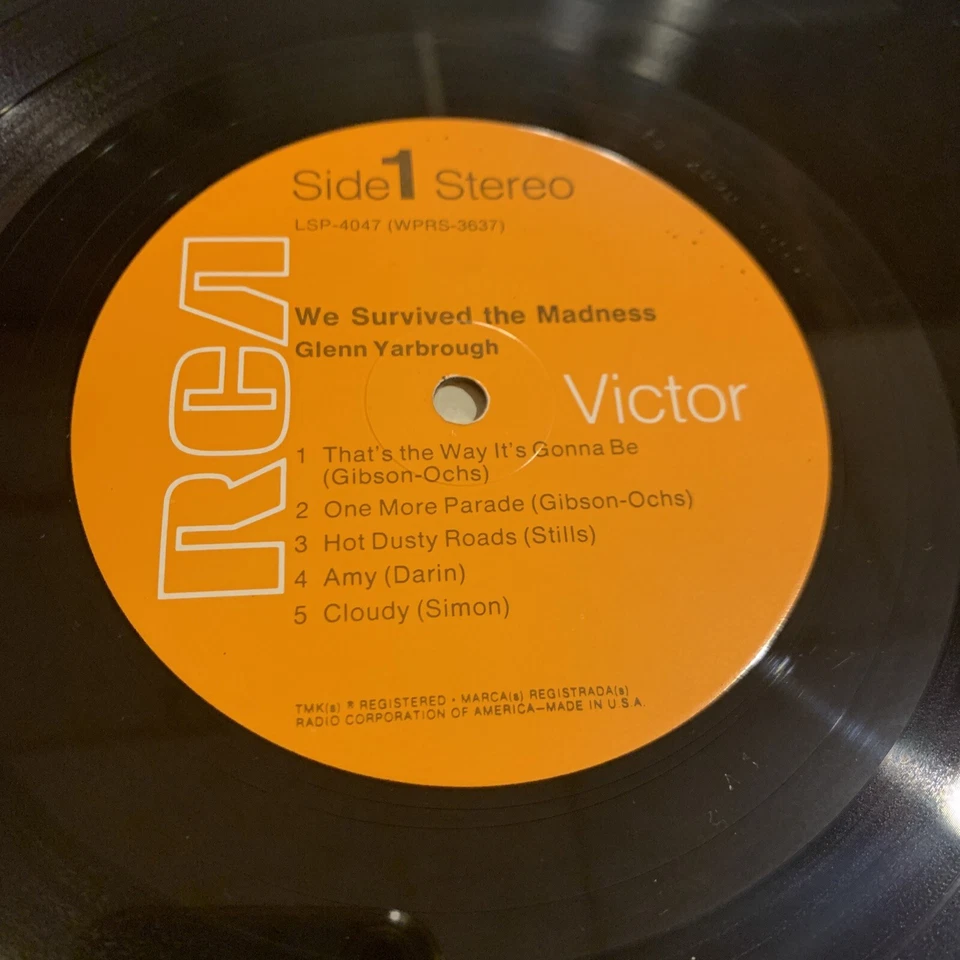 Side 1 Stereo
LSP-4047 (WPRS-3637)
RCA
We Survived the Madness
Glenn Yarbrough
Victor
1 That's the Way It's Gonna Be
(Gibson-Ochs)
2 One More Parade (Gibson-Ochs)
3 Hot Dusty Roads (Stills)
4 Amy (Darin)
5 Cloudy (Simon)
TMK(s) ® REGISTERED • MARCA(s) REGISTRADA(s)
RADIO CORPORATION OF AMERICA—MADE IN U.S.A.